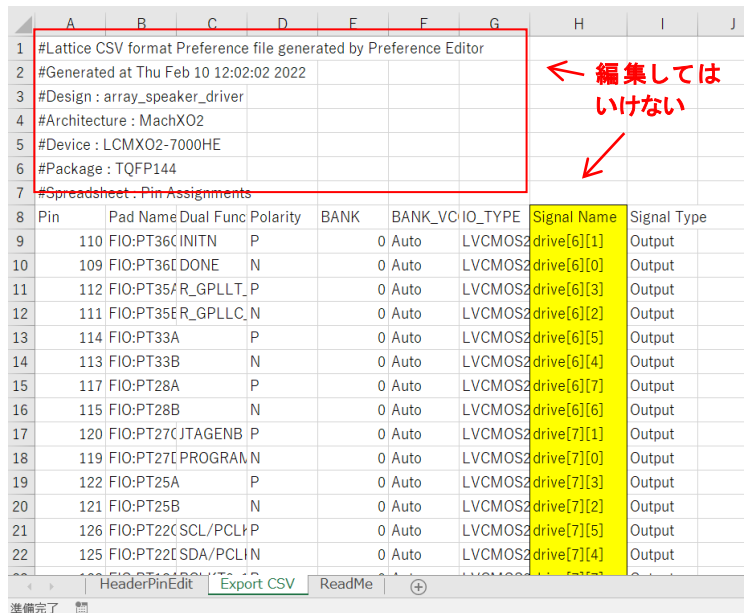 A B C D E F G H I J
1 #Lattice CSV format Preference file generated by Preference Editor
2 #Generated at Thu Feb 10 12:02:02 2022
3 #Design : array_speaker_driver
4 #Architecture : MachXO2
5 #Device : LCMXO2-7000HE
6 #Package : TQFP144
7 #Spreadsheet : Pin Assignments
編集しては
いけない
8 Pin Pad Name Dual Func Polarity BANK BANK_VC IO_TYPE Signal Name Signal Type
9 110 FIO:PT36 INITN P 0 Auto LVCMOS2 drive[6][1] Output
10 109 FIO:PT36 DONE N 0 Auto LVCMOS2 drive[6][0] Output
11 112 FIO:PT35 R_GPLLT_ P 0 Auto LVCMOS2 drive[6][3] Output
12 111 FIO:PT35 R_GPLLC_ N 0 Auto LVCMOS2 drive[6][2] Output
13 114 FIO:PT33A P 0 Auto LVCMOS2 drive[6][5] Output
14 113 FIO:PT33B N 0 Auto LVCMOS2 drive[6][4] Output
15 117 FIO:PT28A P 0 Auto LVCMOS2 drive[6][7] Output
16 115 FIO:PT28B N 0 Auto LVCMOS2 drive[6][6] Output
17 120 FIO:PT27 JTAGENB P 0 Auto LVCMOS2 drive[7][1] Output
18 119 FIO:PT27 PROGRAM N 0 Auto LVCMOS2 drive[7][0] Output
19 122 FIO:PT25A P 0 Auto LVCMOS2 drive[7][3] Output
20 121 FIO:PT25B N 0 Auto LVCMOS2 drive[7][2] Output
21 126 FIO:PT22 SCL/PCLK P 0 Auto LVCMOS2 drive[7][5] Output
22 125 FIO:PT22 SDA/PCL N 0 Auto LVCMOS2 drive[7][4] Output
HeaderPinEdit Export CSV ReadMe
準備完了